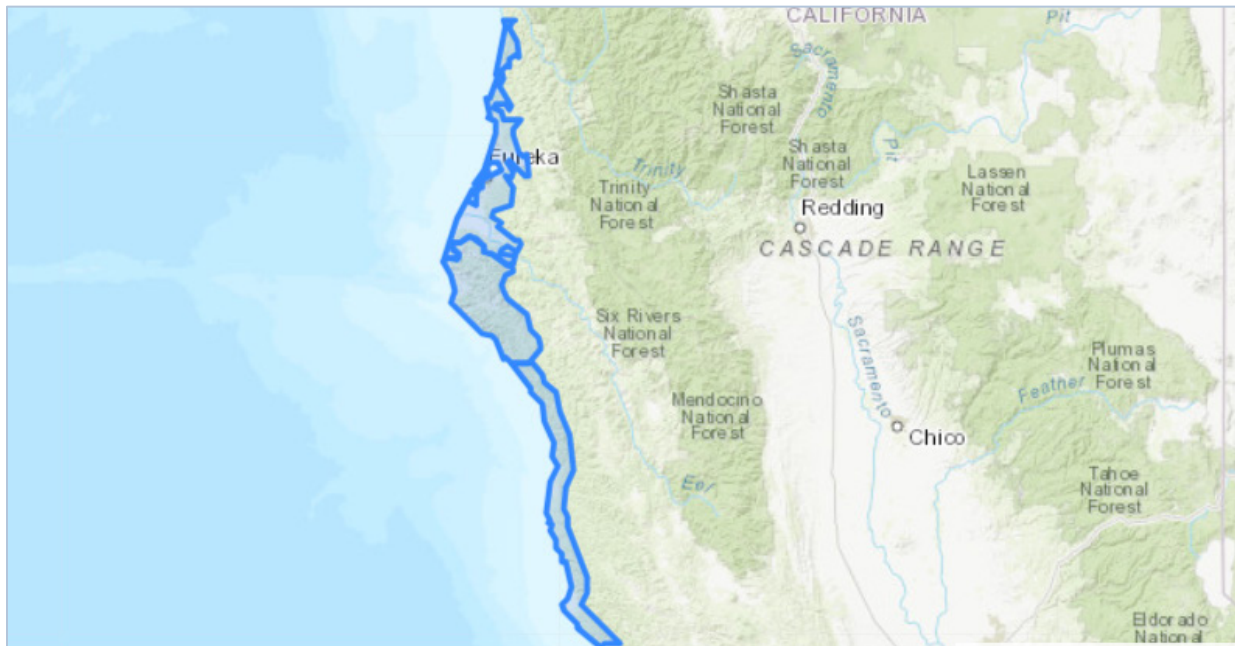 CALIFORNIA
Pit
Sacramento
Shasta
National
Forest
Shasta
National
Forest
Pit
Eureka
Trinity
Trinity
National
Forest
Lassen
National
Forest
Redding
CASCADE RANGE
Six Rivers
National
Forest
Sacramento
Plumas
National
Forest
Feather
Mendocino
National
Forest
Chico
Eel
Tahoe
National
Forest
Eldorado
National